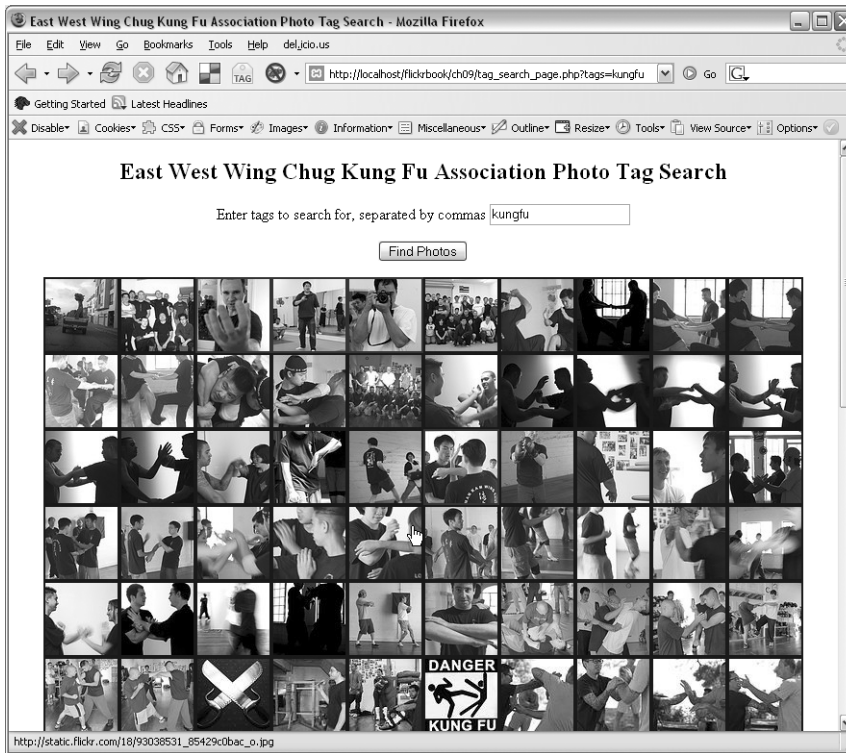 East West Wing Chug Kung Fu Association Photo Tag Search - Mozilla Firefox
File Edit View Go Bookmarks Tools Help del.icio.us
TAG http://localhost/flickrbook/ch09/tag_search_page.php?tags=kungfu Go G
Getting Started Latest Headlines
Disable Cookies CSS Forms Images Information Miscellaneous Outline Resize Tools View Source Options
East West Wing Chug Kung Fu Association Photo Tag Search
Enter tags to search for, separated by commas kungfu
Find Photos
DANGER
KUNG FU
http://static.flickr.com/18/93038531_85429c0bac_o.jpg